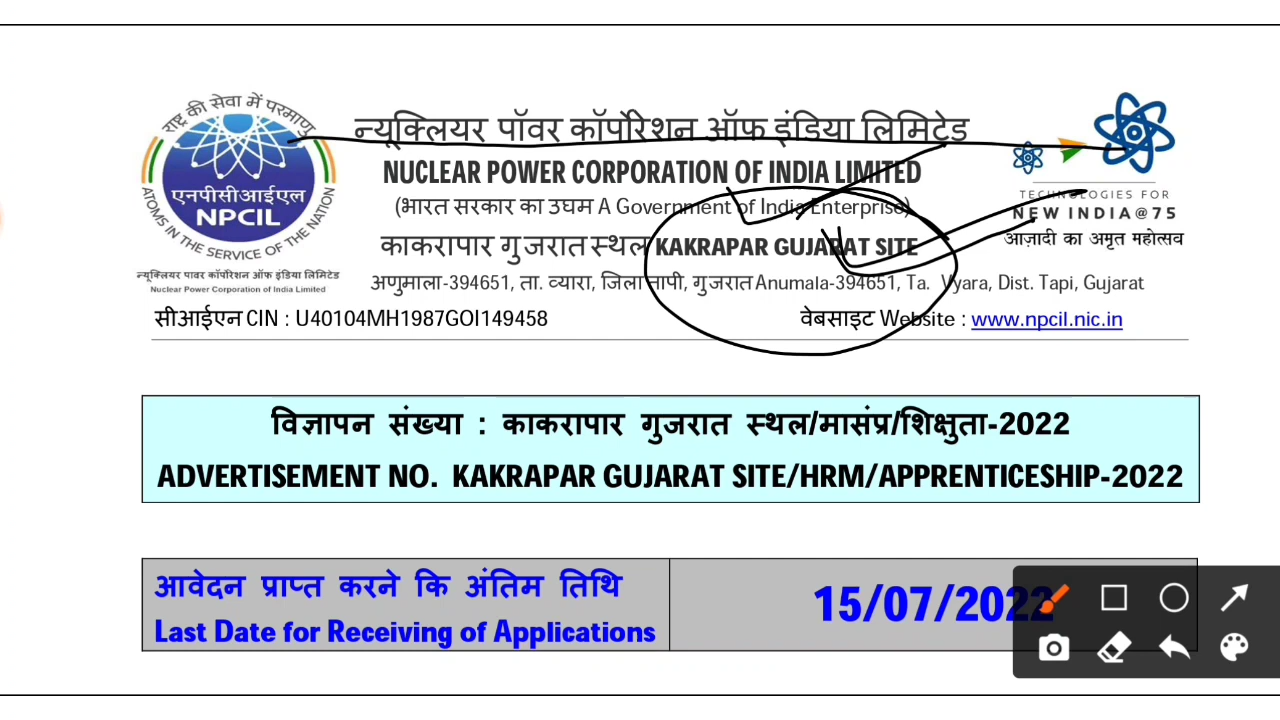 राष्ट्र की सेवा में परमाणु
एनपीसीआईएल
NPCIL
ATOMS IN THE SERVICE OF THE NATION
न्यूक्लियर पावर कॉर्पोरेशन ऑफ इंडिया लिमिटेड
Nuclear Power Corporation of India Limited
न्यूक्लियर पॉवर कॉर्पोरेशन ऑफ इंडिया लिमिटेड
NUCLEAR POWER CORPORATION OF INDIA LIMITED
(भारत सरकार का उघम A Government of India Enterprise)
काकरापार गुजरात स्थल KAKRAPAR GUJARAT SITE
अणुमाला-394651, ता. व्यारा, जिला तापी, गुजरात Anumala-394651, Ta. Vyara, Dist. Tapi, Gujarat
TECHNOLOGIES FOR
NEW INDIA@75
आज़ादी का अमृत महोत्सव
सीआईएन CIN : U40104MH1987GOI149458
वेबसाइट Website : www.npcil.nic.in
विज्ञापन संख्या : काकरापार गुजरात स्थल/मासंप्र/शिक्षुता-2022
ADVERTISEMENT NO. KAKRAPAR GUJARAT SITE/HRM/APPRENTICESHIP-2022
आवेदन प्राप्त करने कि अंतिम तिथि
Last Date for Receiving of Applications
15/07/2022